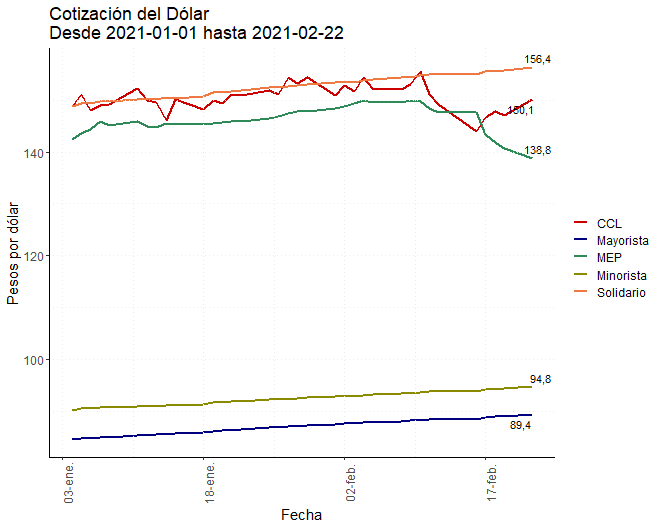 Cotización del Dólar
Desde 2021-01-01 hasta 2021-02-22
Pesos por dólar
140
120
100
156,4
150,1
138,8
94,8
89,4
03-ene.
18-ene.
02-feb.
17-feb.
Fecha
CCL
Mayorista
MEP
Minorista
Solidario